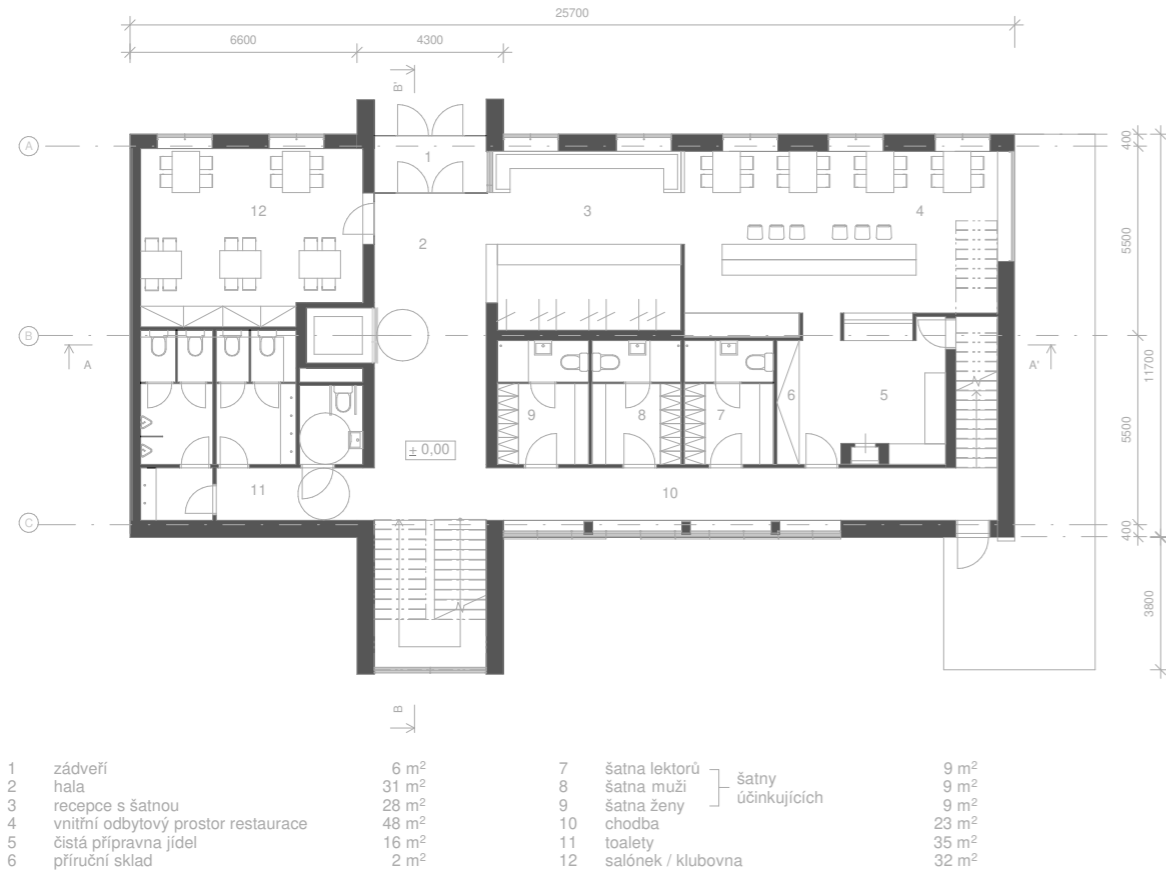 25700
6600
4300
B'
A
1
400
12
3
4
2
5500
B
A
A'
11700
9
8
7
6
5
± 0,00
5500
11
10
C
400
3800
B
1 zádveří 6 m²
2 hala 31 m²
3 recepce s šatnou 28 m²
4 vnitřní odbytový prostor restaurace 48 m²
5 čistá přípravna jídel 16 m²
6 příruční sklad 2 m²
7 šatna lektorů 9 m²
8 šatna muži 9 m²
9 šatna ženy 9 m²
šatny
účinkujících
10 chodba 23 m²
11 toalety 35 m²
12 salónek / klubovna 32 m²